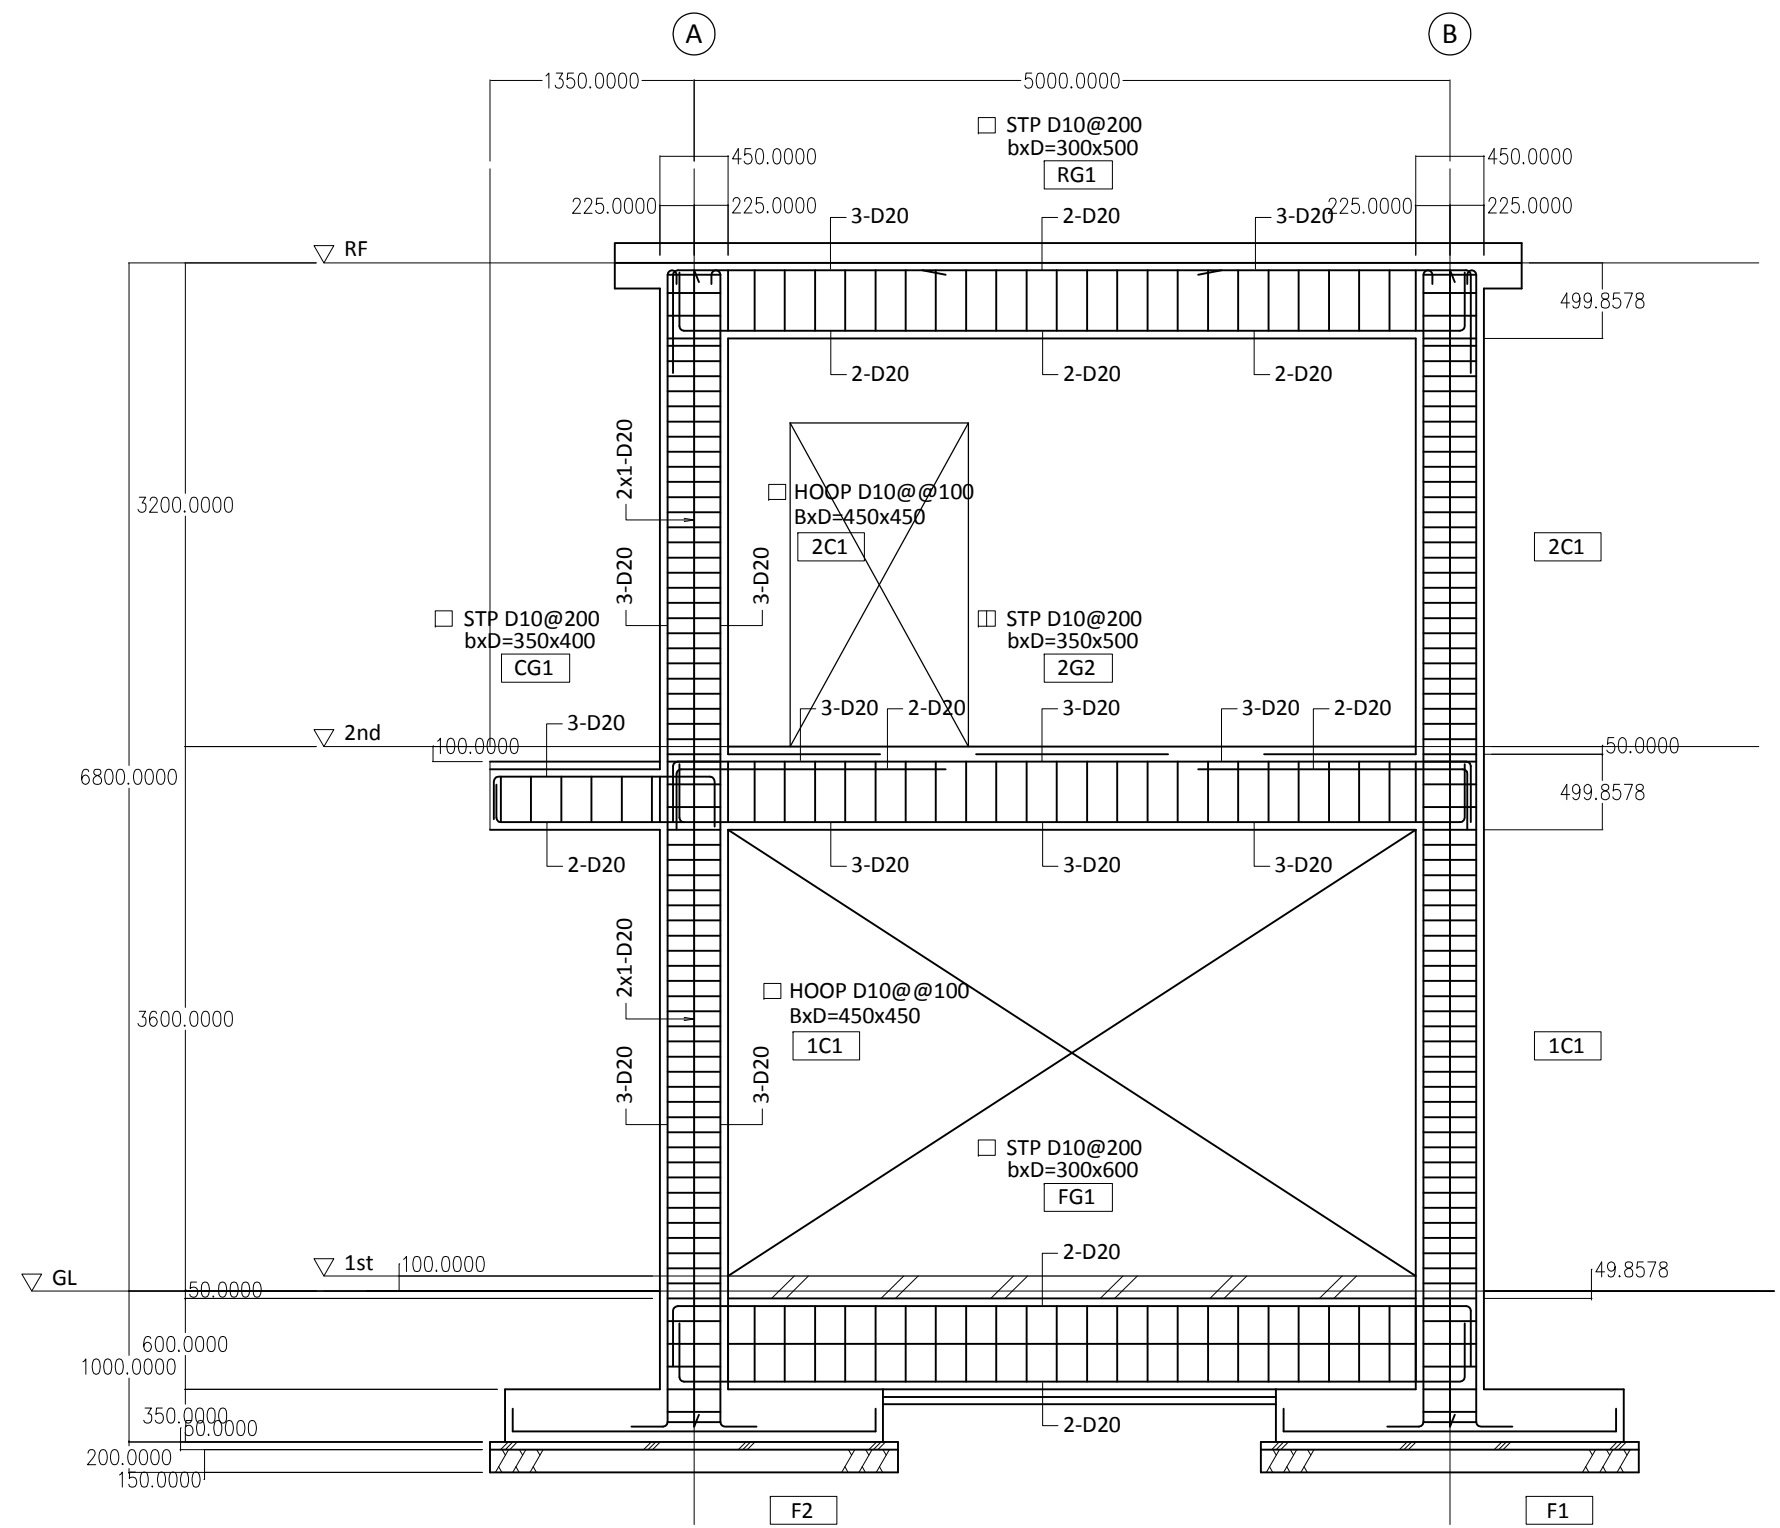 A
B
1350.0000
5000.0000
STP D10@200
bxD=300x500
RG1
450.0000
450.0000
225.0000
225.0000
225.0000
225.0000
3-D20
2-D20
3-D20
RF
499.8578
2-D20
2-D20
2-D20
2x1-D20
3200.0000
HOOP D10@@100
BxD=450x450
2C1
2C1
3-D20
3-D20
STP D10@200
bxD=350x400
CG1
STP D10@200
bxD=350x500
2G2
3-D20
3-D20
2-D20
3-D20
3-D20
2-D20
2nd
100.0000
50.0000
6800.0000
499.8578
2-D20
3-D20
3-D20
3-D20
2x1-D20
3600.0000
HOOP D10@@100
BxD=450x450
1C1
1C1
3-D20
3-D20
STP D10@200
bxD=300x600
FG1
2-D20
1st
100.0000
GL
50.0000
49.8578
600.0000
1000.0000
350.0000
50.0000
2-D20
200.0000
150.0000
F2
F1